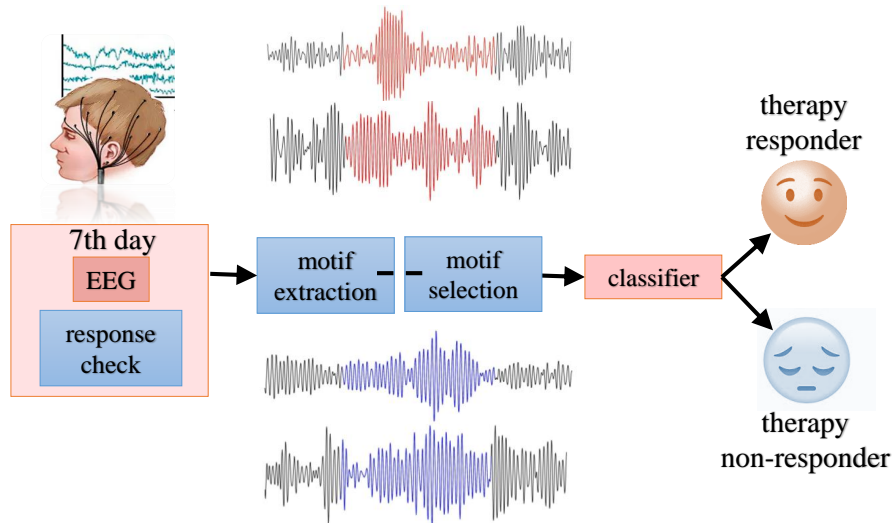 7th day
EEG
response
check
motif
extraction
motif
selection
classifier
therapy
responder
therapy
non-responder